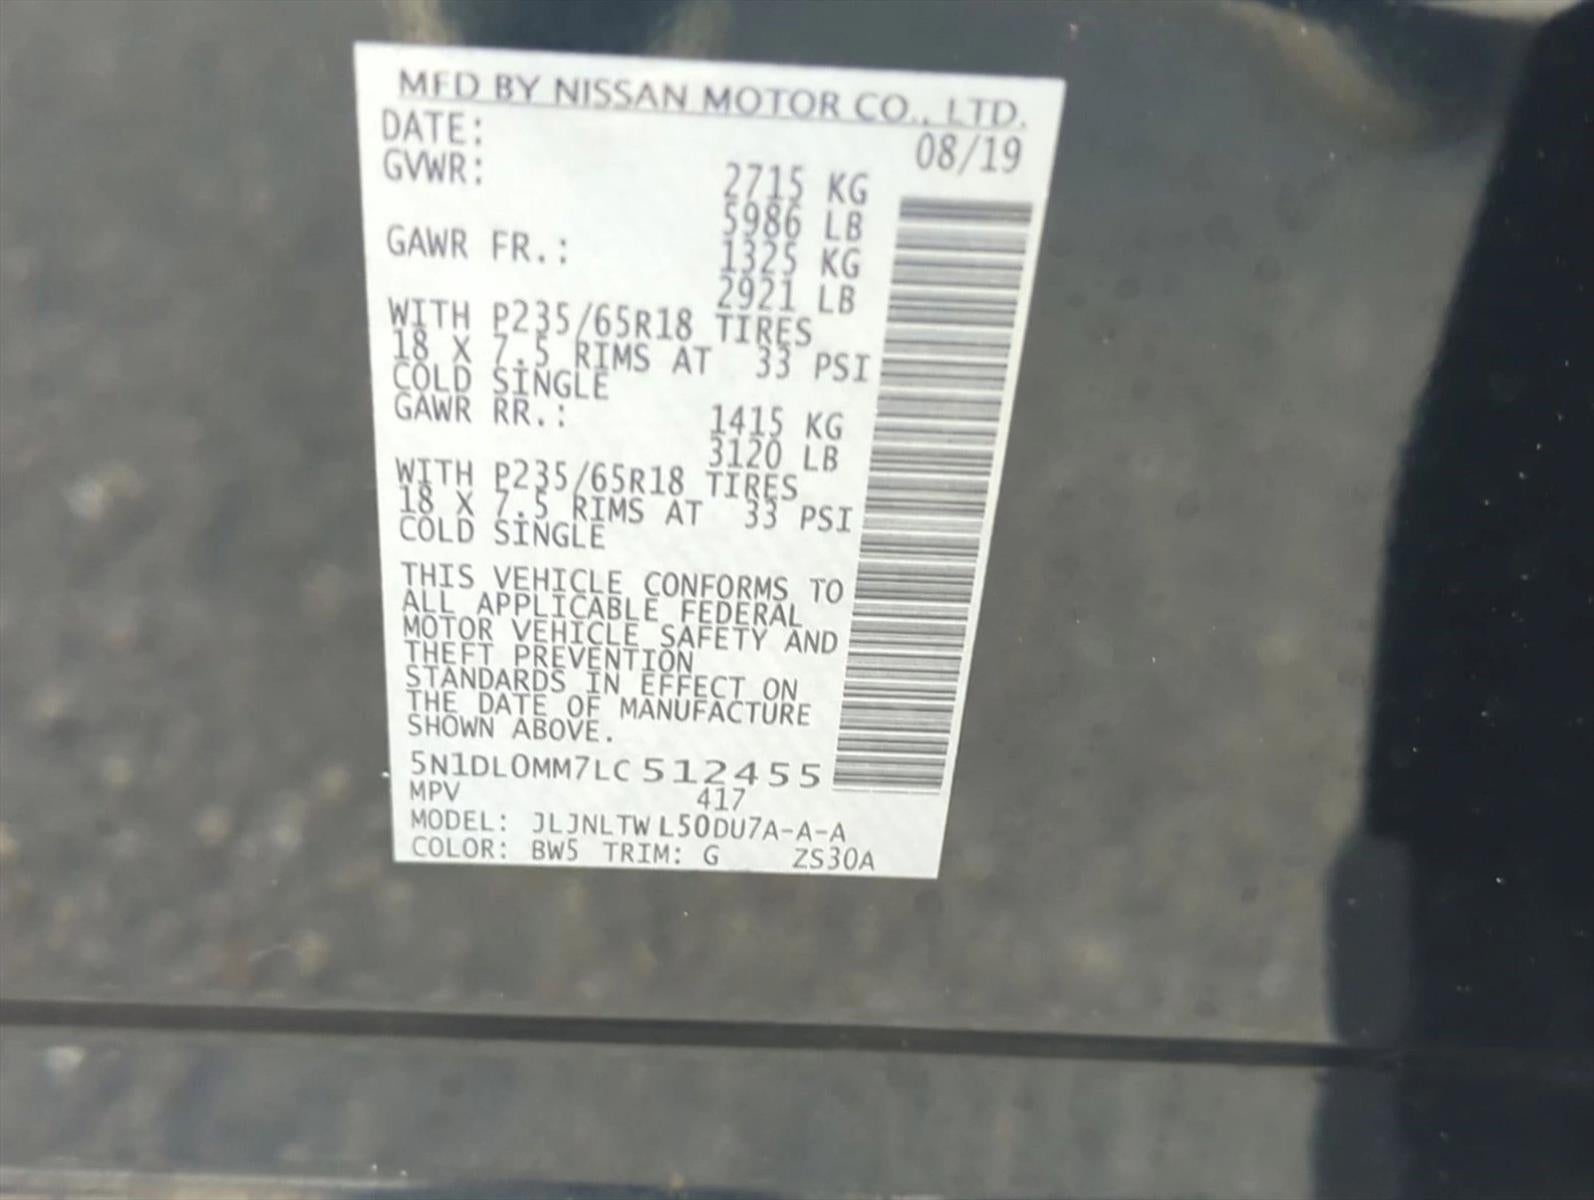 MFD BY NISSAN MOTOR CO., LTD.
DATE: 08/19
GVWR: 2715 KG
5986 LB
GAWR FR.: 1325 KG
2921 LB
WITH P235/65R18 TIRES
18 X 7.5 RIMS AT 33 PSI
COLD SINGLE
GAWR RR.: 1415 KG
3120 LB
WITH P235/65R18 TIRES
18 X 7.5 RIMS AT 33 PSI
COLD SINGLE
THIS VEHICLE CONFORMS TO
ALL APPLICABLE FEDERAL
MOTOR VEHICLE SAFETY AND
THEFT PREVENTION
STANDARDS IN EFFECT ON
THE DATE OF MANUFACTURE
SHOWN ABOVE.
5N1DL0MM7LC512455
MPV 417
MODEL: JLJNLTW L50DU7A-A-A
COLOR: BW5 TRIM: G ZS30A